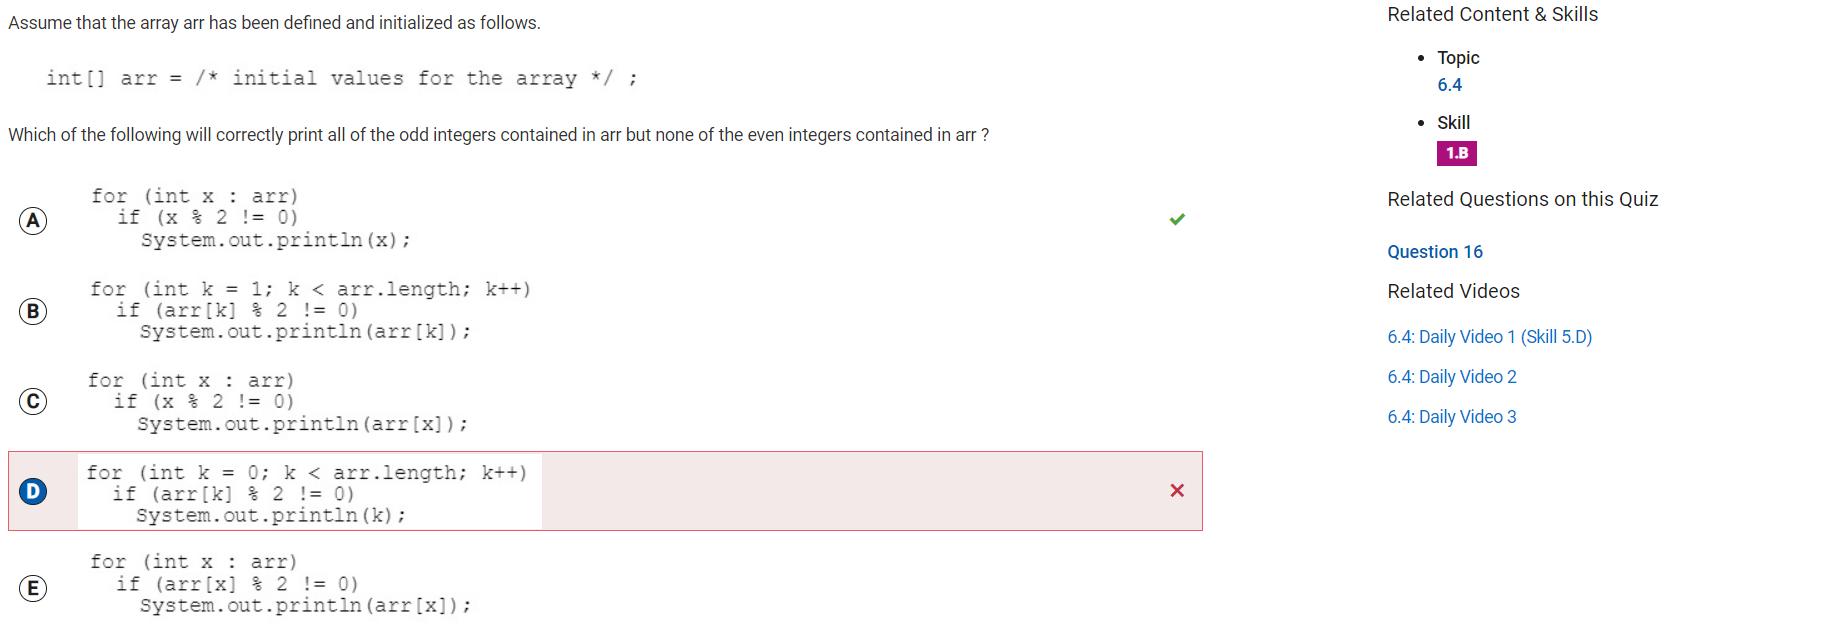 Assume that the array arr has been defined and initialized as follows.
int[] arr = /* initial values for the array */ ;
Which of the following will correctly print all of the odd integers contained in arr but none of the even integers contained in arr ?
A
for (int x : arr)
if (x % 2 != 0)
System.out.println(x);
B
for (int k = 1; k < arr.length; k++)
if (arr[k] % 2 != 0)
System.out.println(arr[k]);
C
for (int x : arr)
if (x % 2 != 0)
System.out.println(arr[x]);
D
for (int k = 0; k < arr.length; k++)
if (arr[k] % 2 != 0)
System.out.println(k);
E
for (int x : arr)
if (arr[x] % 2 != 0)
System.out.println(arr[x]);
Related Content & Skills
Topic
6.4
Skill
1.B
Related Questions on this Quiz
Question 16
Related Videos
6.4: Daily Video 1 (Skill 5.D)
6.4: Daily Video 2
6.4: Daily Video 3